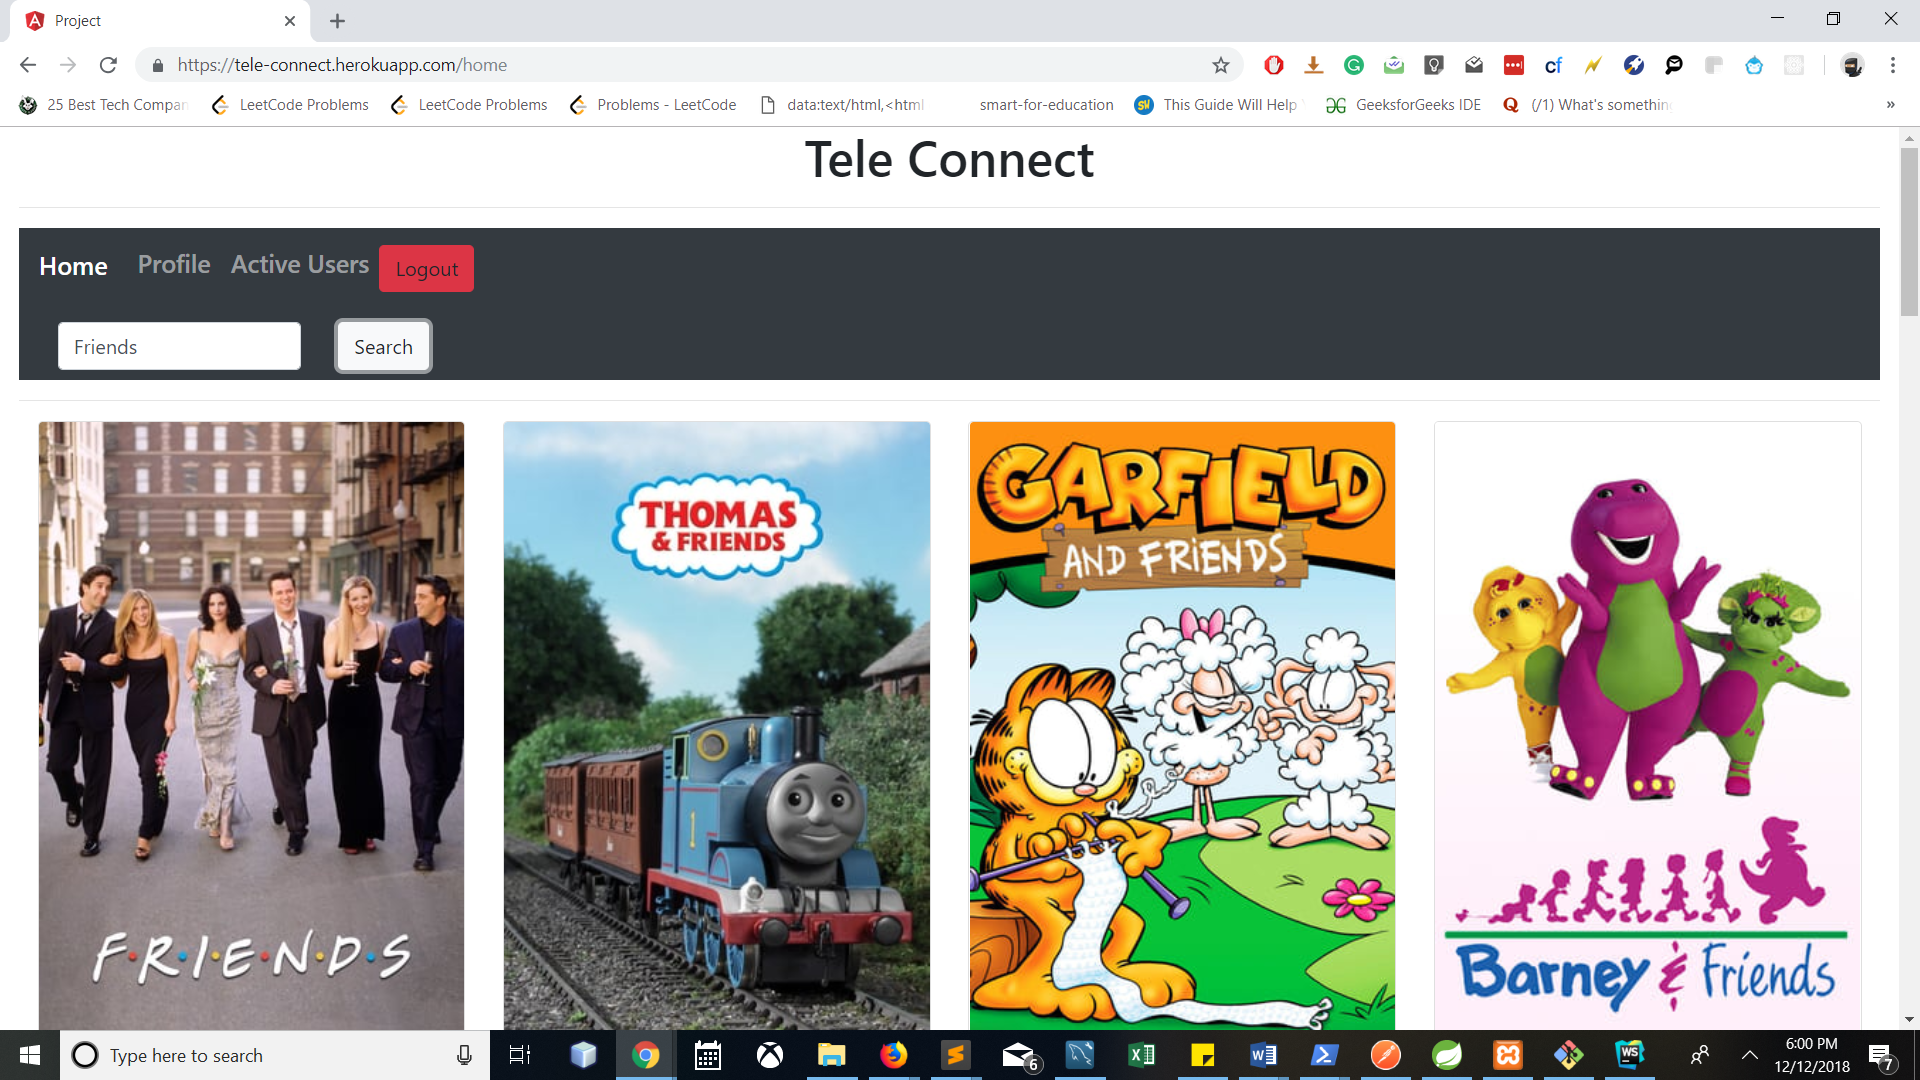 Project
https://tele-connect.herokuapp.com/home
25 Best Tech Compan
LeetCode Problems
LeetCode Problems
Problems - LeetCode
data:text/html,<html
smart-for-education
This Guide Will Help
GeeksforGeeks IDE
(/1) What's somethin
»
Tele Connect
Home
Profile
Active Users
Logout
Friends
Search
F·R·I·E·N·D·S
THOMAS
& FRIENDS
1
GARFIELD
AND FRiENDS
Barney & Friends
Type here to search
6
6:00 PM
12/12/2018
7